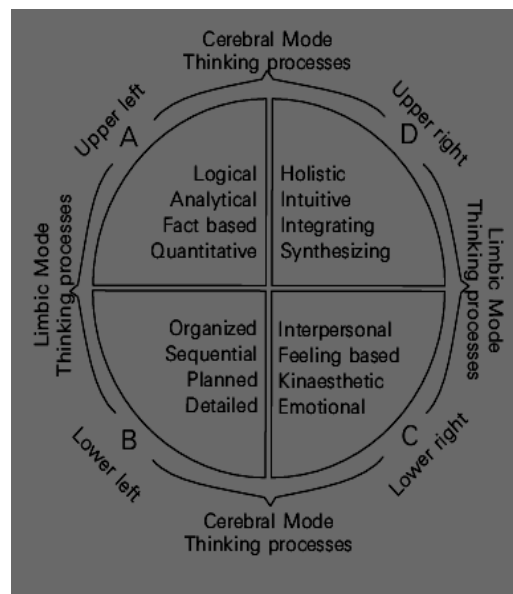 Cerebral Mode
Thinking processes
Upper left
A
D
Upper right
Logical
Analytical
Fact based
Quantitative
Holistic
Intuitive
Integrating
Synthesizing
Limbic Mode
Thinking processes
Limbic Mode
Thinking processes
Organized
Sequential
Planned
Detailed
Interpersonal
Feeling based
Kinaesthetic
Emotional
B
Lower left
C
Lower right
Cerebral Mode
Thinking processes